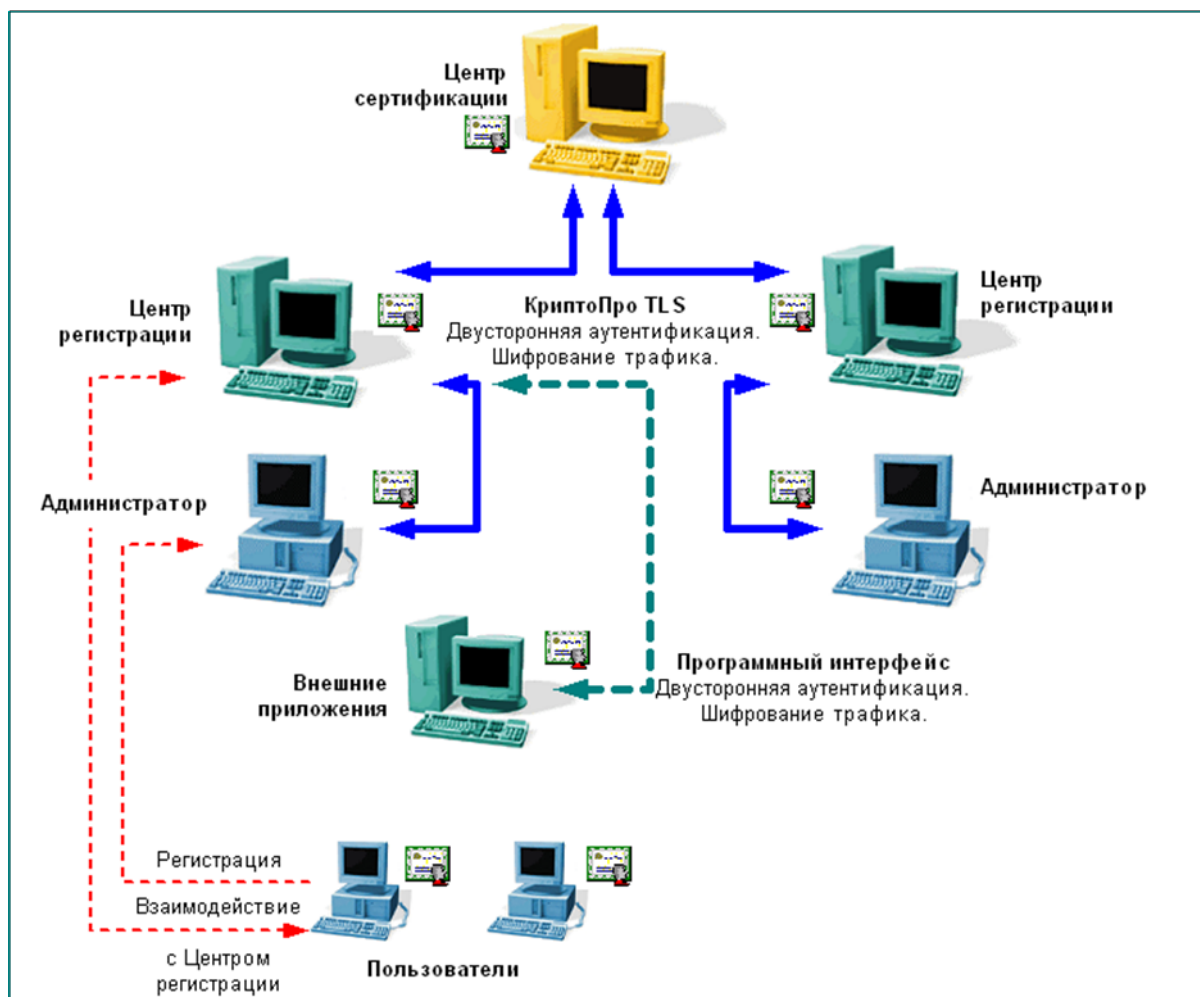 Центр
сертификации
Центр
регистрации
Центр
регистрации
КриптоПро TLS
Двусторонняя аутентификация.
Шифрование трафика.
Администратор
Администратор
Внешние
приложения
Программный интерфейс
Двусторонняя аутентификация.
Шифрование трафика.
Регистрация
Взаимодействие
с Центром
регистрации
Пользователи